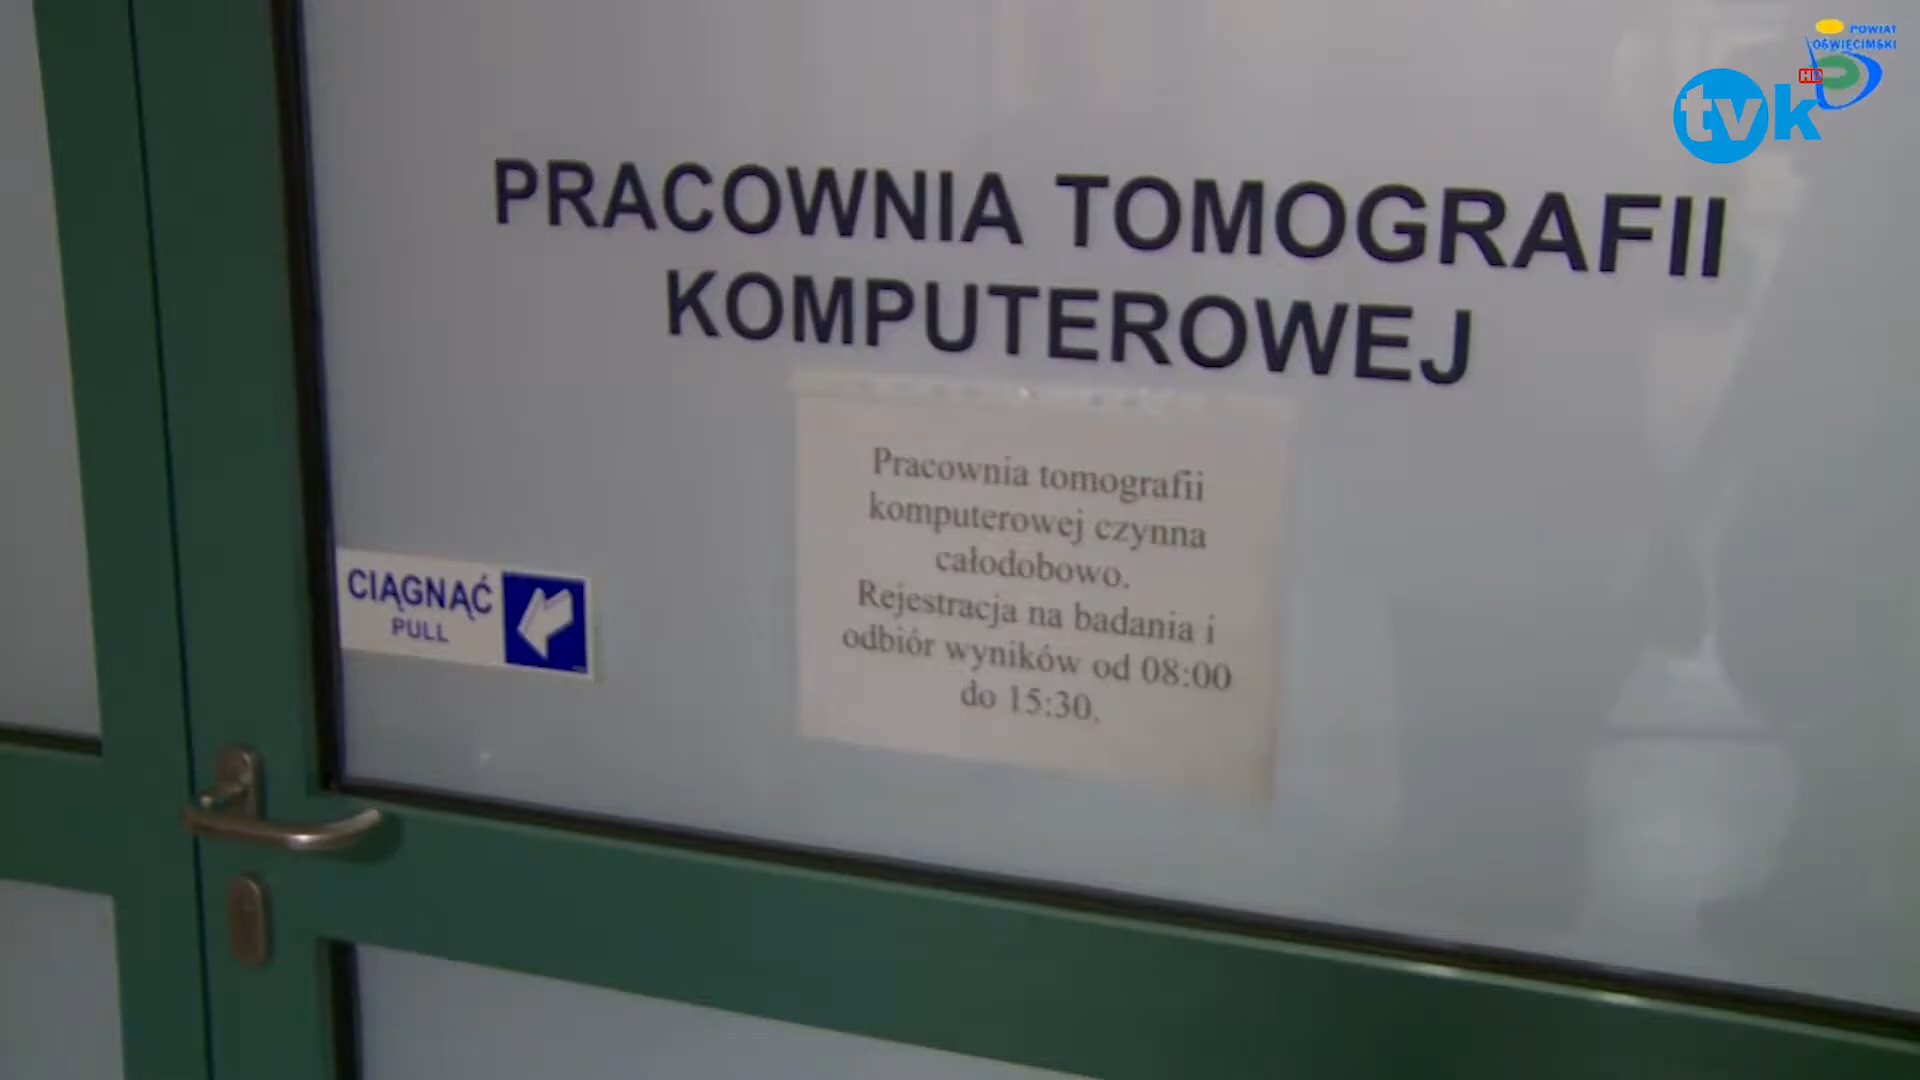 POWIAT
OŚWIĘCIMSKI
tvk HD
PRACOWNIA TOMOGRAFII
KOMPUTEROWEJ
Pracownia tomografii
komputerowej czynna
całodobowo.
Rejestracja na badania i
odbiór wyników od 08:00
do 15:30.
CIĄGNĄĆ
PULL